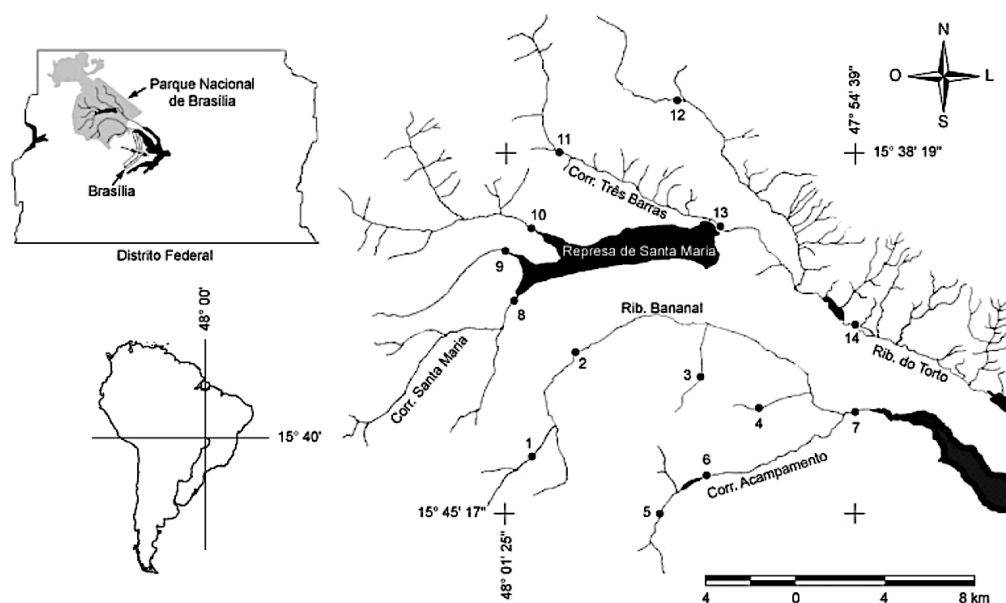 Parque Nacional
de Brasília
Brasília
Distrito Federal
48° 00'
15° 40'
N
O
L
S
47° 54' 39"
15° 38' 19"
12
11
Corr. Três Barras
13
10
Represa de Santa Maria
9
8
Rib. Bananal
14
Rib. do Torto
2
Corr. Santa Maria
3
4
7
1
6
Corr. Acampamento
5
15° 45' 17"
48° 01' 25"
4
0
4
8 km